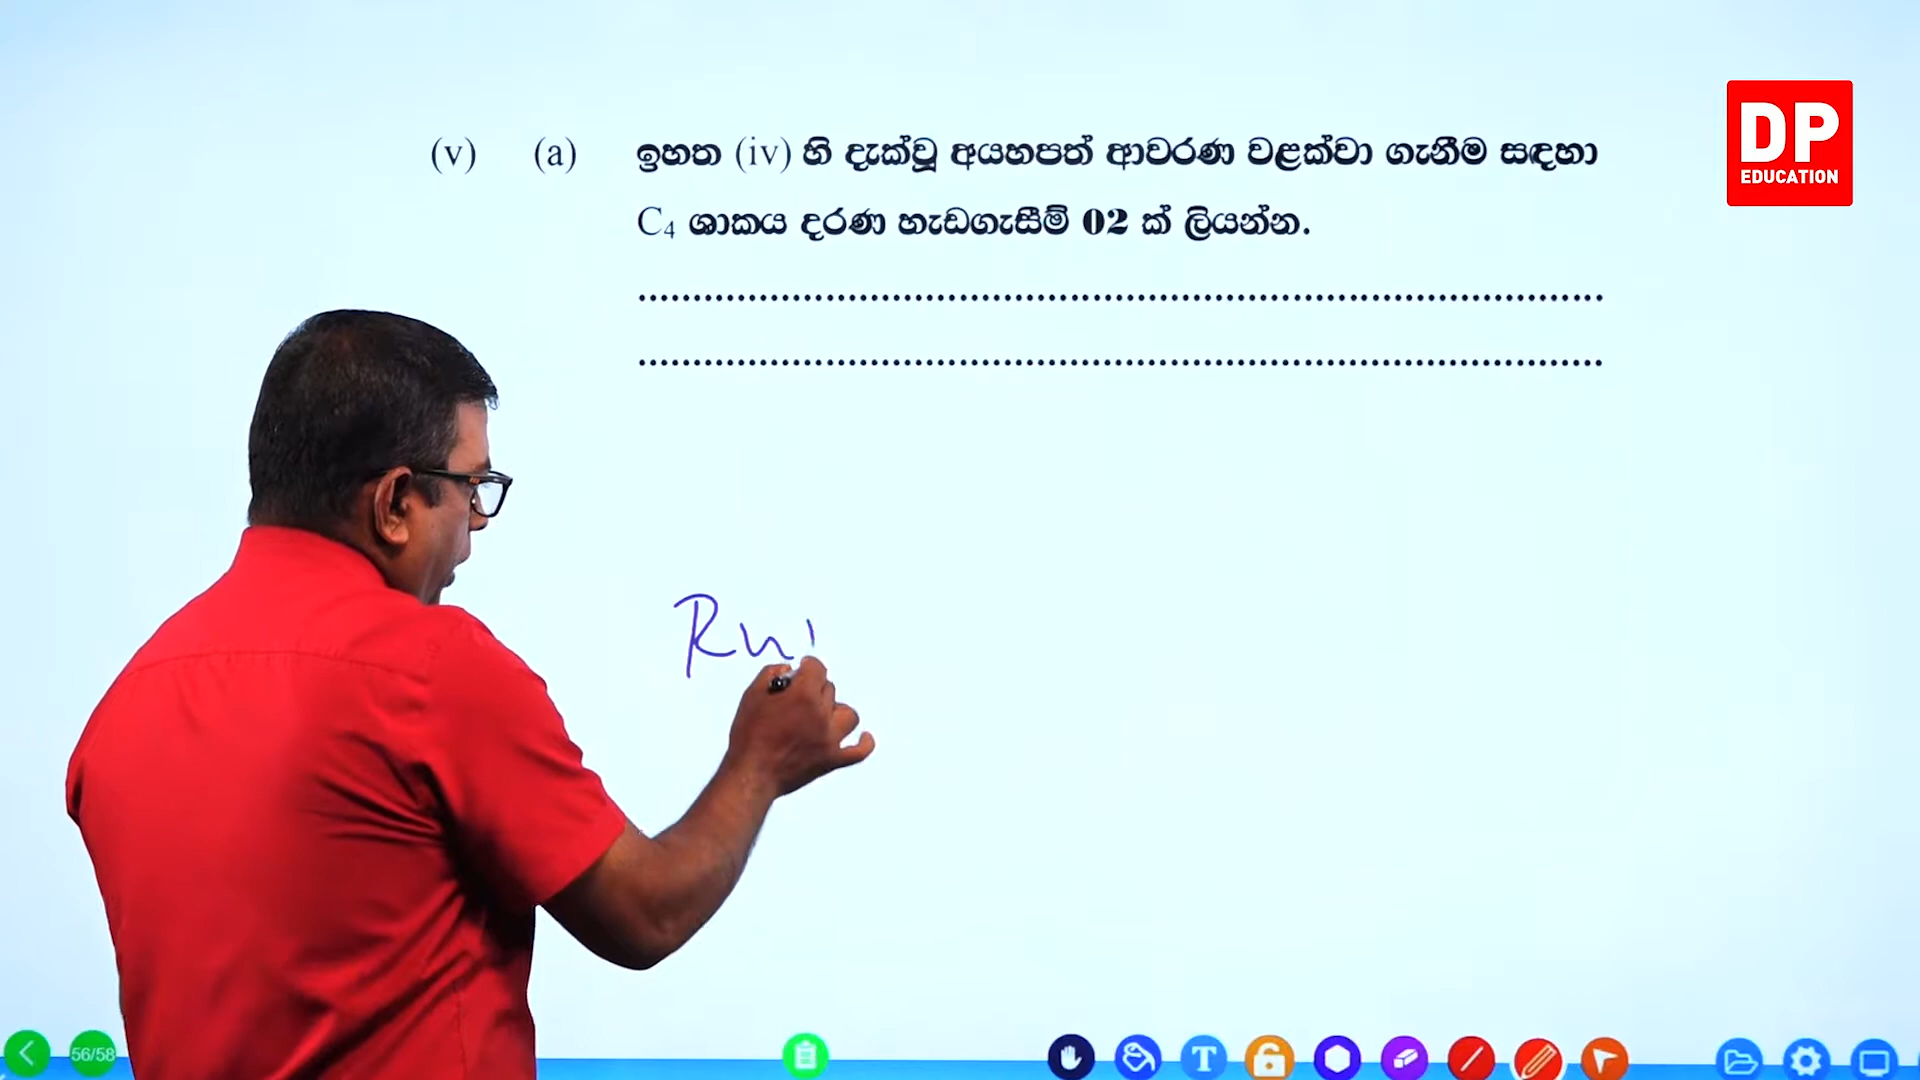 DP
EDUCATION
(v) (a) ඉහත (iv) හි දැක්වූ අයහපත් ආවරණ වළක්වා ගැනීම සඳහා
C₄ ශාකය දරණ හැඩගැසීම් 02 ක් ලියන්න.
................................................................................
................................................................................
56/58
T